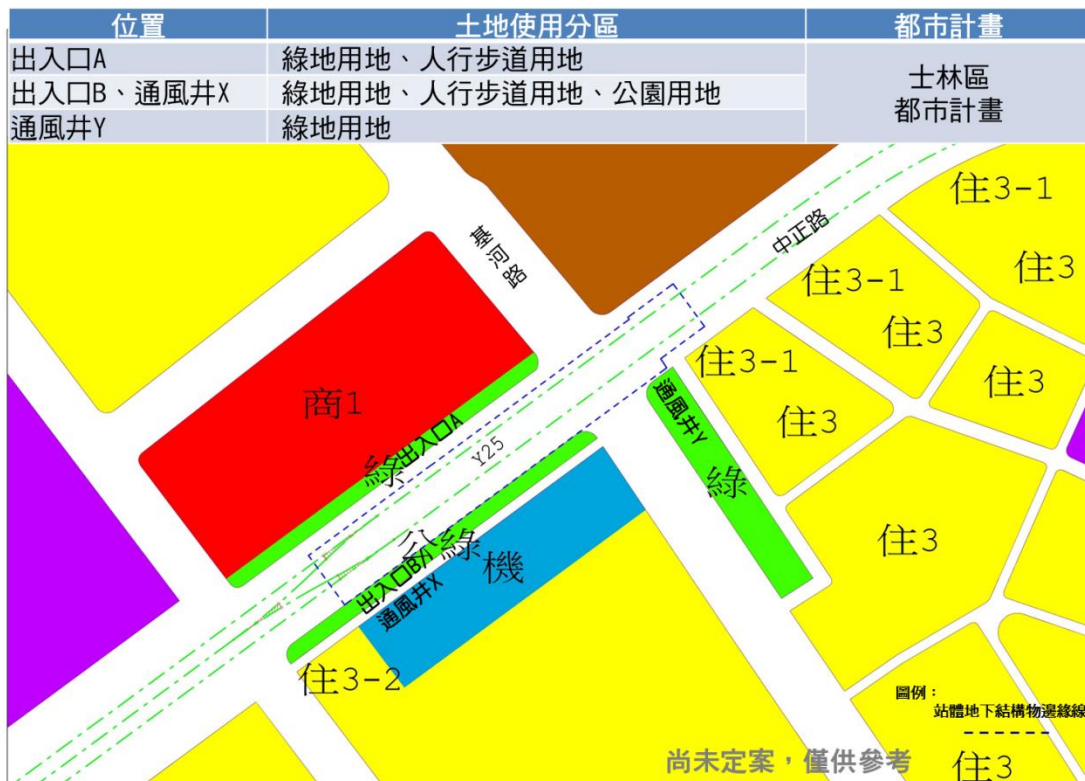 位置 土地使用分區 都市計畫
出入口A 綠地用地、人行步道用地
士林區
都市計畫
出入口B、通風井X 綠地用地、人行步道用地、公園用地
通風井Y 綠地用地
住3-1
基河路
中正路
住3-1
住3
住3
住3-1
住3
通風井Y
商1
住3
出入口A
綠
Y25
綠
公綠
機
住3
出入口B/
通風井X
住3-2
圖例：
站體地下結構物邊緣線
尚未定案，僅供參考
住3